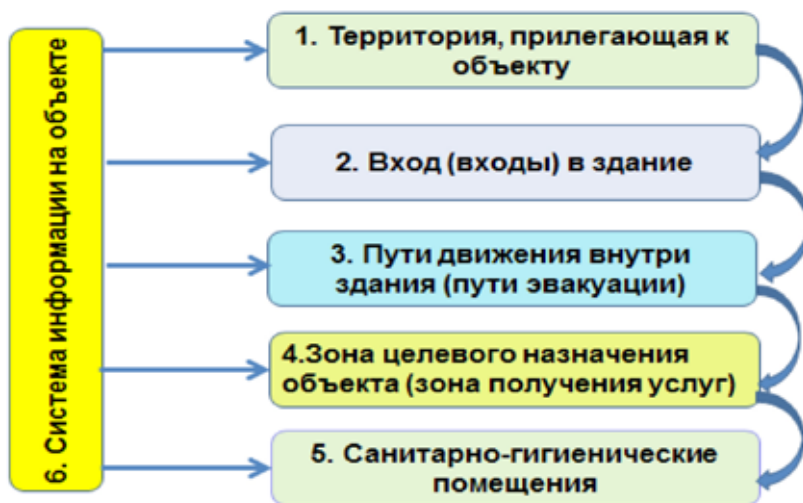 6. Система информации на объекте
1. Территория, прилегающая к
объекту
2. Вход (входы) в здание
3. Пути движения внутри
здания (пути эвакуации)
4.Зона целевого назначения
объекта (зона получения услуг)
5. Санитарно-гигиенические
помещения